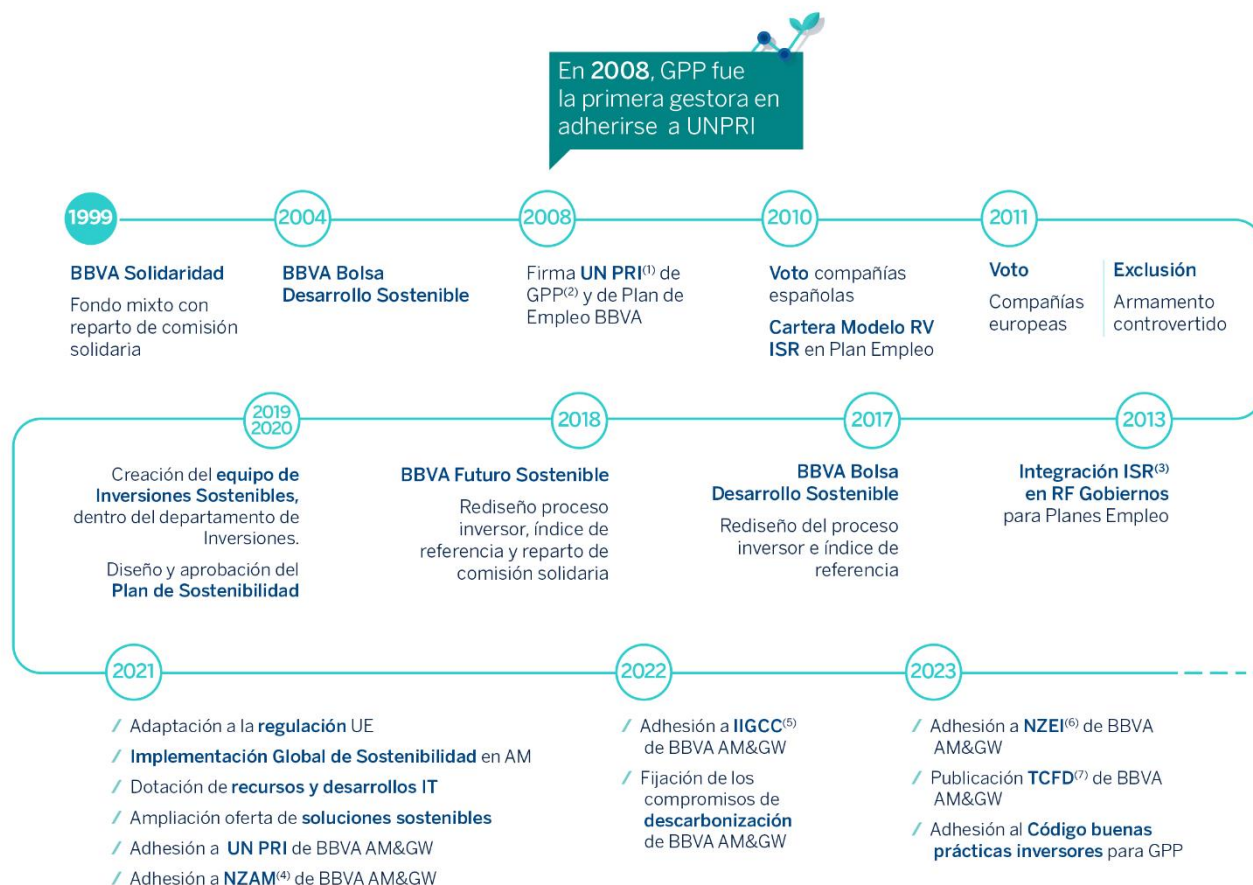 En 2008, GPP fue
la primera gestora en
adherirse a UNPRI
1999
BBVA Solidaridad
Fondo mixto con
reparto de comisión
solidaria
2004
BBVA Bolsa
Desarrollo Sostenible
2008
Firma UN PRI(1) de
GPP(2) y de Plan de
Empleo BBVA
2010
Voto compañías
españolas
Cartera Modelo RV
ISR en Plan Empleo
2011
Voto
Compañías
europeas
Exclusión
Armamento
controvertido
2013
Integración ISR(3)
en RF Gobiernos
para Planes Empleo
2017
BBVA Bolsa
Desarrollo Sostenible
Rediseño del proceso
inversor e índice de
referencia
2018
BBVA Futuro Sostenible
Rediseño proceso
inversor, índice de
referencia y reparto de
comisión solidaria
2019
2020
Creación del equipo de
Inversiones Sostenibles,
dentro del departamento de
Inversiones.
Diseño y aprobación del
Plan de Sostenibilidad
2021
/ Adaptación a la regulación UE
/ Implementación Global de Sostenibilidad en AM
/ Dotación de recursos y desarrollos IT
/ Ampliación oferta de soluciones sostenibles
/ Adhesión a UN PRI de BBVA AM&GW
/ Adhesión a NZAM(4) de BBVA AM&GW
2022
/ Adhesión a IIGCC(5)
de BBVA AM&GW
/ Fijación de los
compromisos de
descarbonización
de BBVA AM&GW
2023
/ Adhesión a NZEI(6) de BBVA
AM&GW
/ Publicación TCFD(7) de BBVA
AM&GW
/ Adhesión al Código buenas
prácticas inversores para GPP